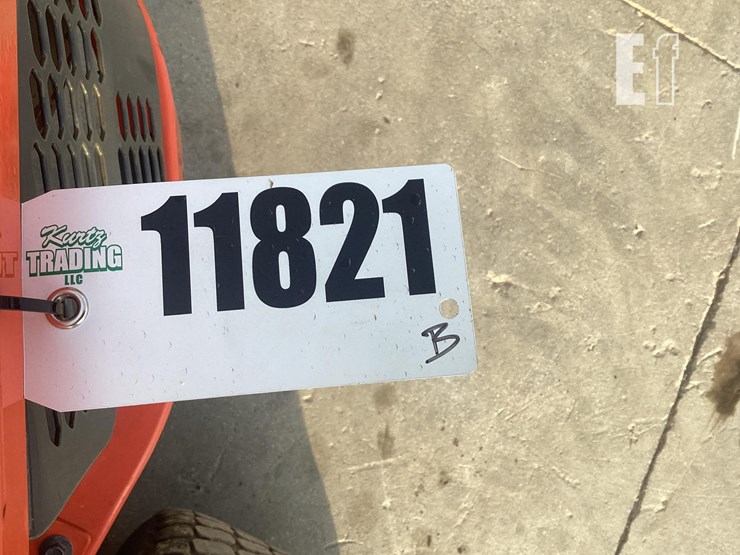 Ef
Kurtz
TRADING
LLC
11821
B